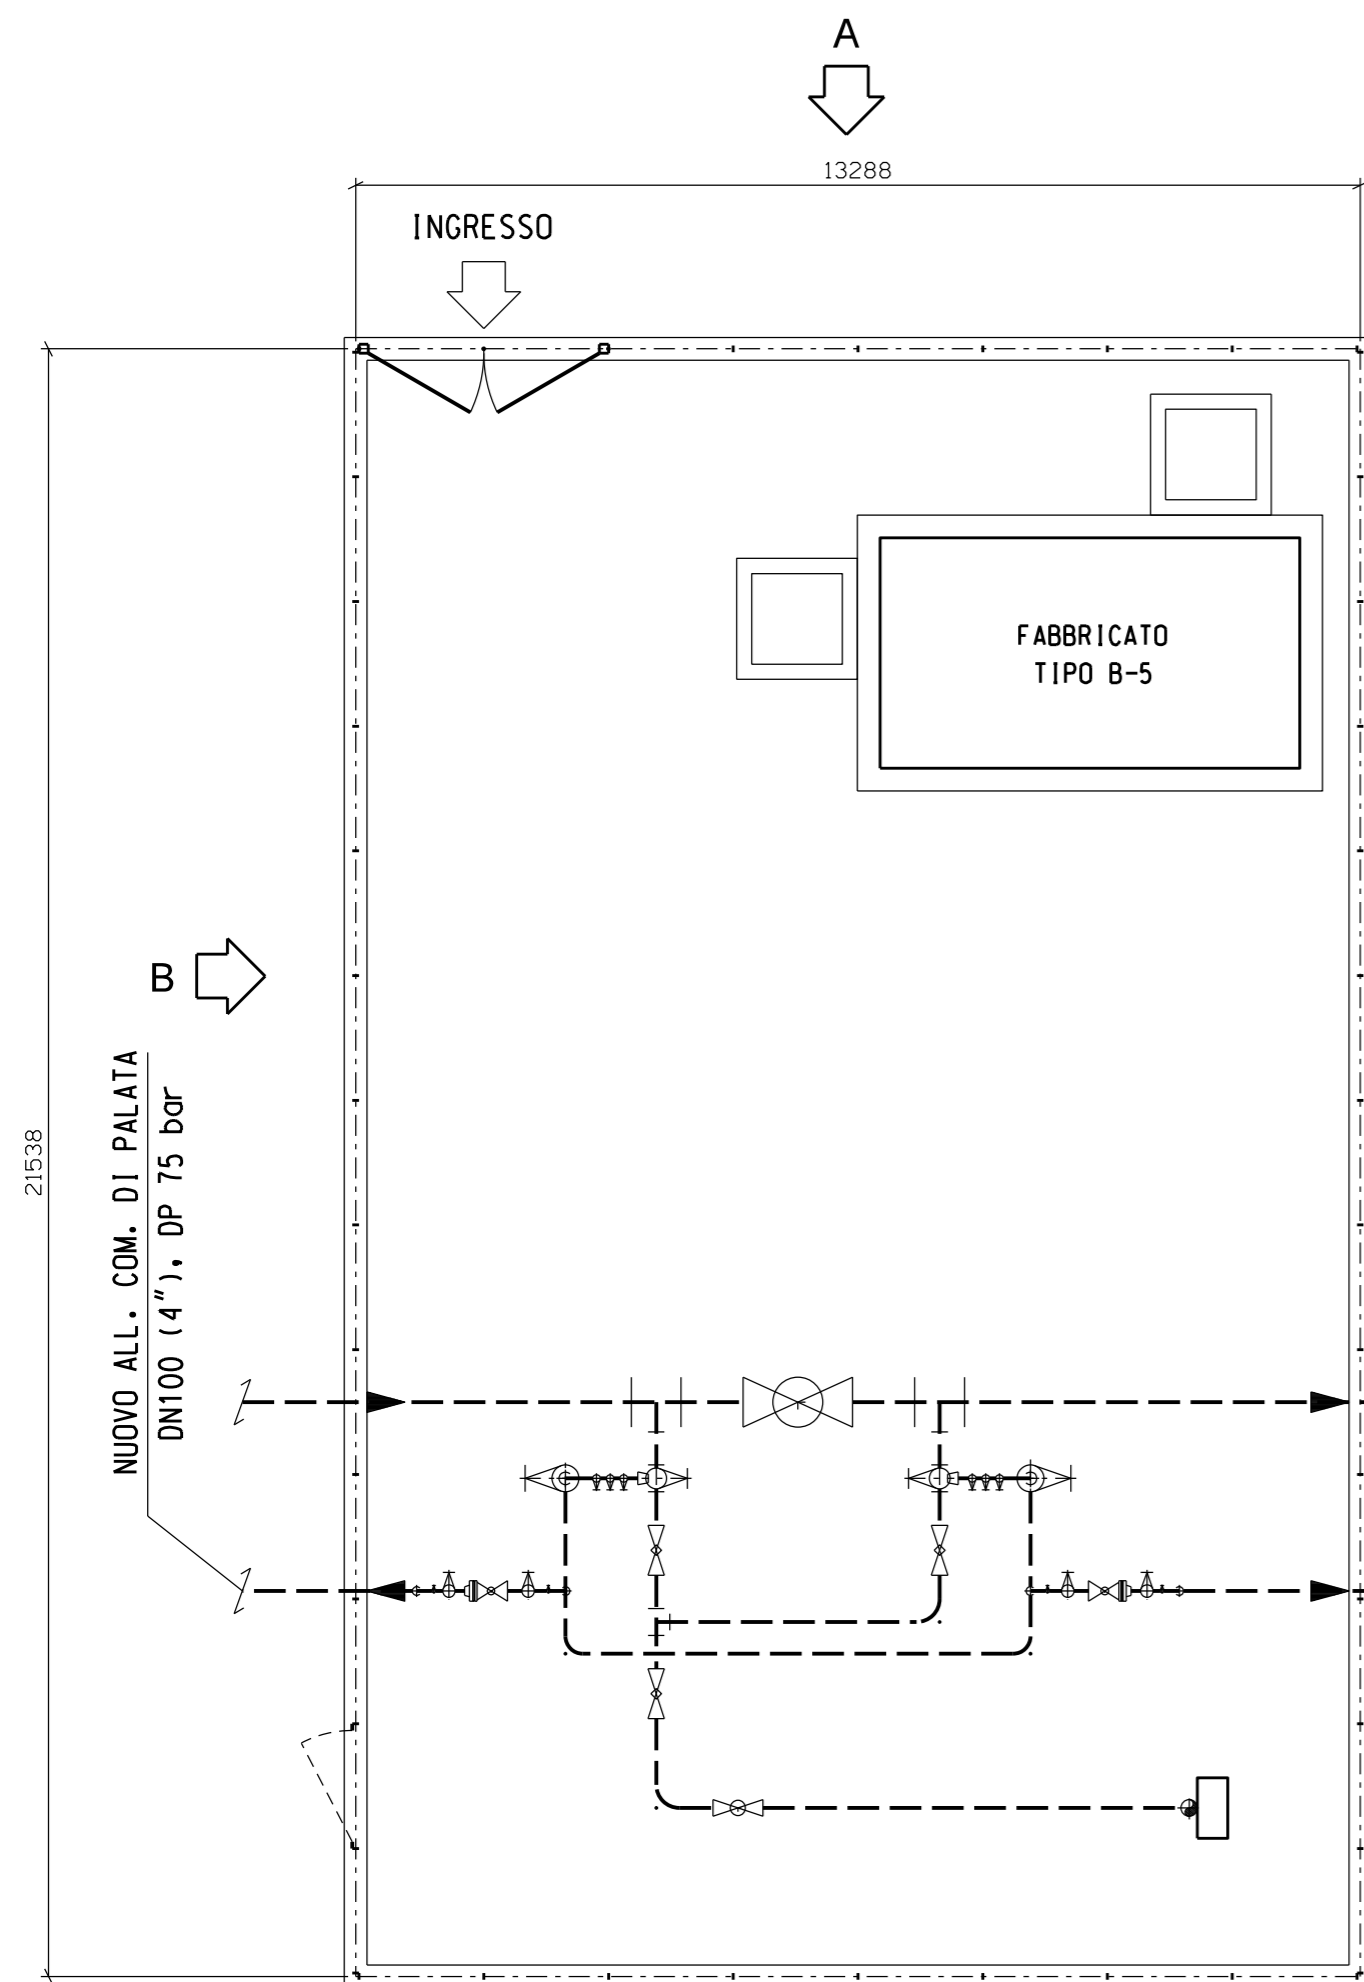 A
13288
INGRESSO
FABBRICATO
TIPO B-5
B
NUOVO ALL. COM. DI PALATA
DN100 (4"), DP 75 bar
21538